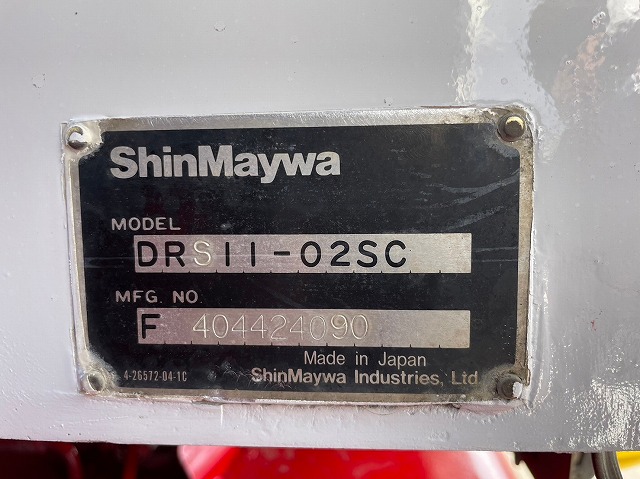 ShinMaywa
MODEL
DRS11-02SC
MFG. NO
F 404424090
Made in Japan
4-26572-04-1C
ShinMaywa Industries, Ltd.